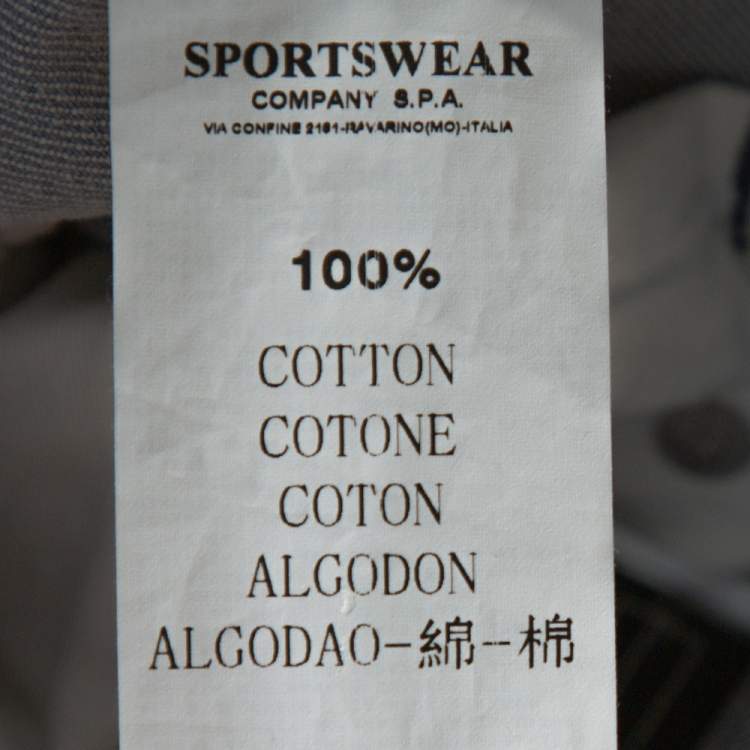 SPORTSWEAR
COMPANY S.P.A.
VIA CONFINE 2161-RAVARINO(MO)-ITALIA
100%
COTTON
COTONE
COTON
ALGODON
ALGODAO-綿-棉